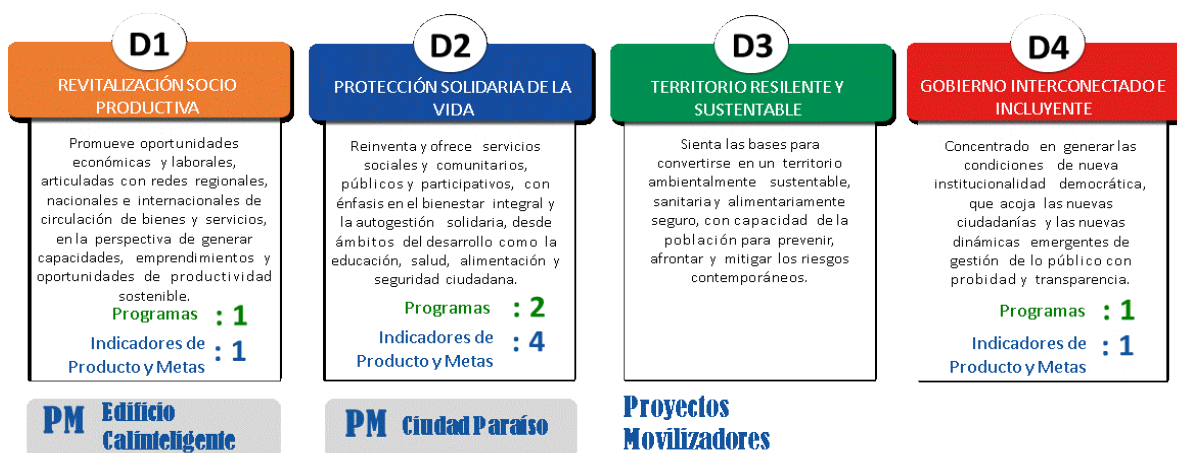 D1
REVITALIZACIÓN SOCIO
PRODUCTIVA
Promueve oportunidades
económicas y laborales,
articuladas con redes regionales,
nacionales e internacionales de
circulación de bienes y servicios,
en la perspectiva de generar
capacidades, emprendimientos y
oportunidades de productividad
sostenible.
Programas : 1
Indicadores de
Producto y Metas : 1
PM Edificio
Calinteligente
D2
PROTECCIÓN SOLIDARIA DE LA
VIDA
Reinventa y ofrece servicios
sociales y comunitarios,
públicos y participativos, con
énfasis en el bienestar integral y
la autogestión solidaria, desde
ámbitos del desarrollo como la
educación, salud, alimentación y
seguridad ciudadana.
Programas : 2
Indicadores de
Producto y Metas : 4
PM Ciudad Paraíso
D3
TERRITORIO RESILENTE Y
SUSTENTABLE
Sienta las bases para
convertirse en un territorio
ambientalmente sustentable,
sanitaria y alimentariamente
seguro, con capacidad de la
población para prevenir,
afrontar y mitigar los riesgos
contemporáneos.
Proyectos
Movilizadores
D4
GOBIERNO INTERCONECTADO E
INCLUYENTE
Concentrado en generar las
condiciones de nueva
institucionalidad democrática,
que acoja las nuevas
ciudadanías y las nuevas
dinámicas emergentes de
gestión de lo público con
probidad y transparencia.
Programas : 1
Indicadores de
Producto y Metas : 1